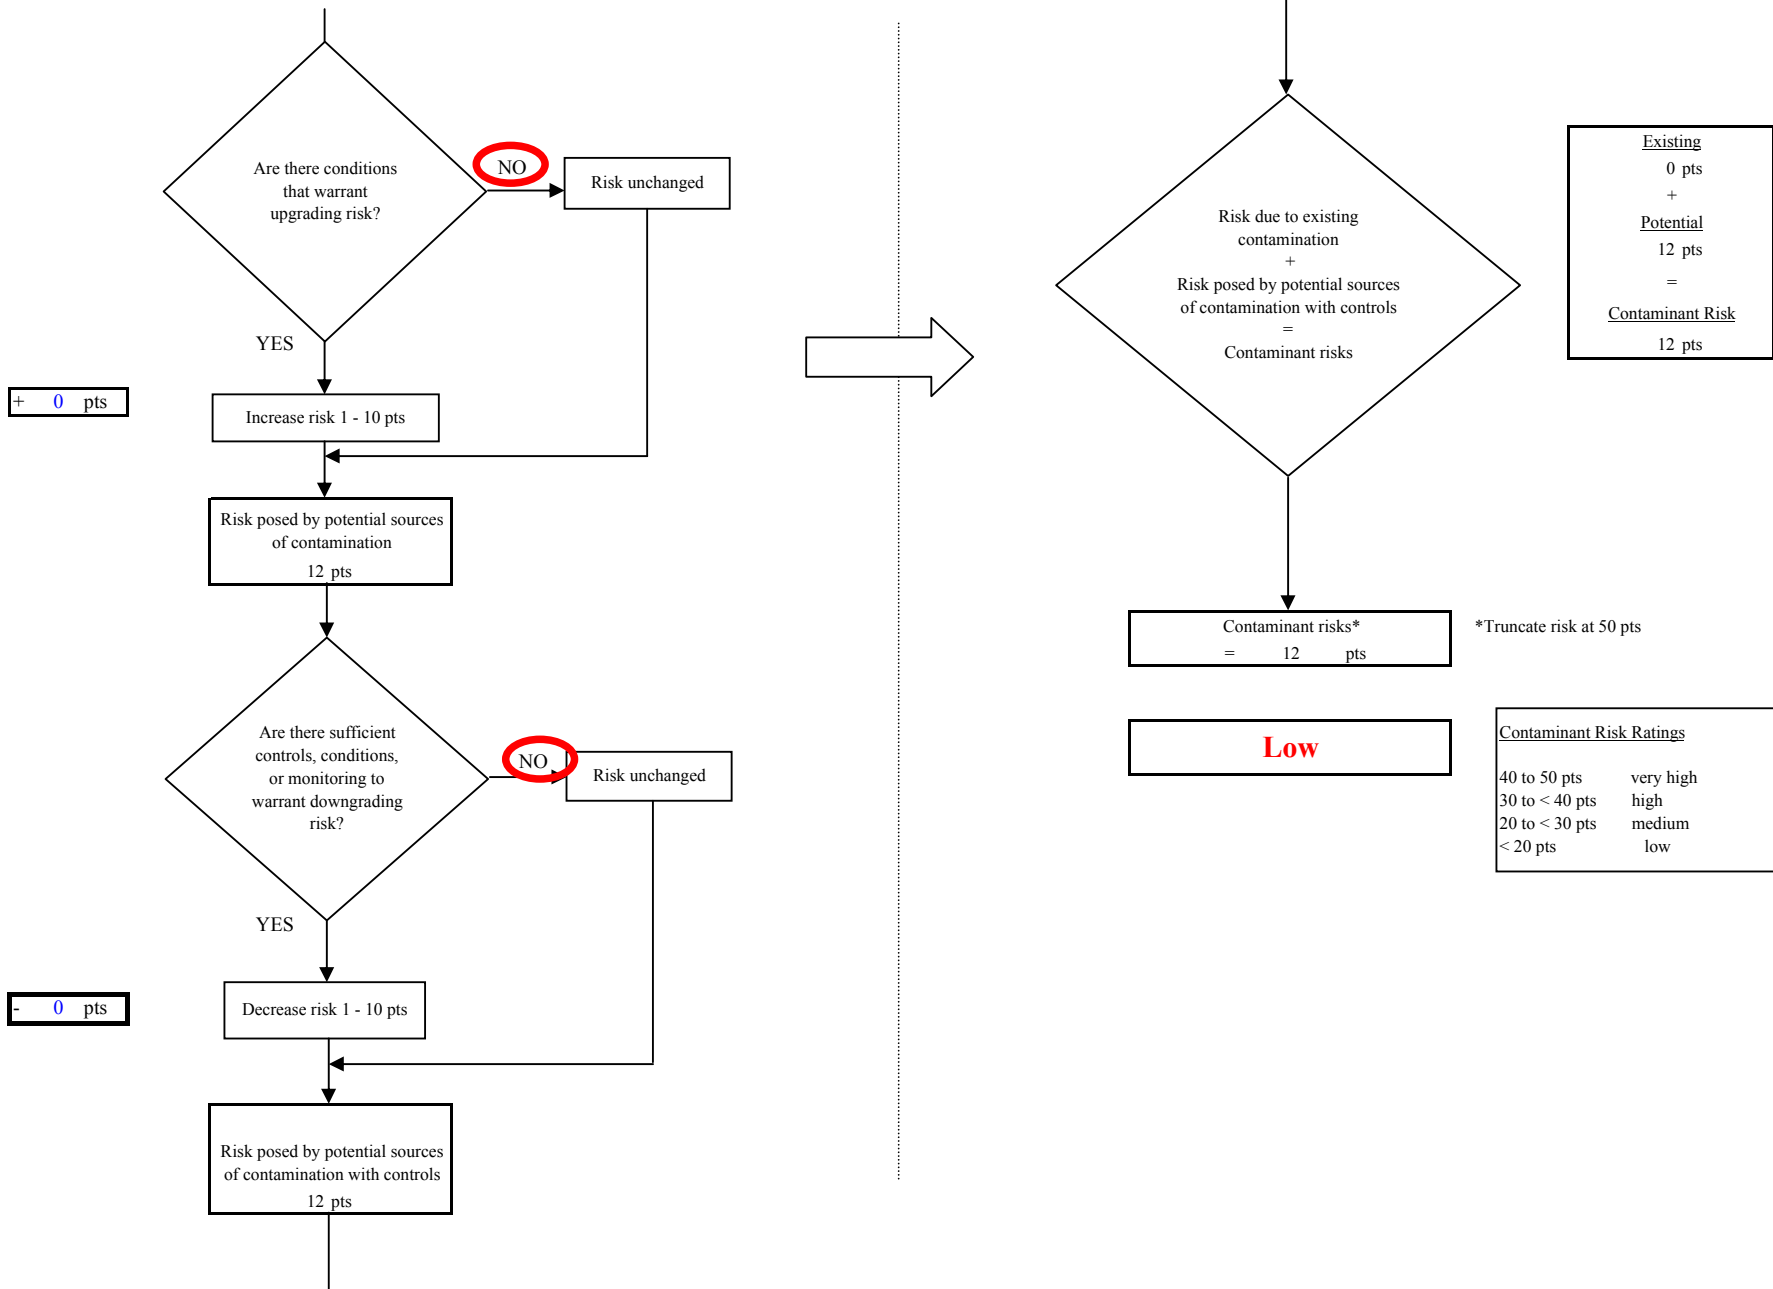 Are there conditions
that warrant
upgrading risk?
NO
Risk unchanged
YES
+ 0 pts
Increase risk 1 - 10 pts
Risk posed by potential sources
of contamination
12 pts
Are there sufficient
controls, conditions,
or monitoring to
warrant downgrading
risk?
NO
Risk unchanged
YES
- 0 pts
Decrease risk 1 - 10 pts
Risk posed by potential sources
of contamination with controls
12 pts
Risk due to existing
contamination
+
Risk posed by potential sources
of contamination with controls
=
Contaminant risks
Existing
0 pts
+
Potential
12 pts
=
Contaminant Risk
12 pts
Contaminant risks*
= 12 pts
*Truncate risk at 50 pts
Low
Contaminant Risk Ratings
40 to 50 pts very high
30 to < 40 pts high
20 to < 30 pts medium
< 20 pts low